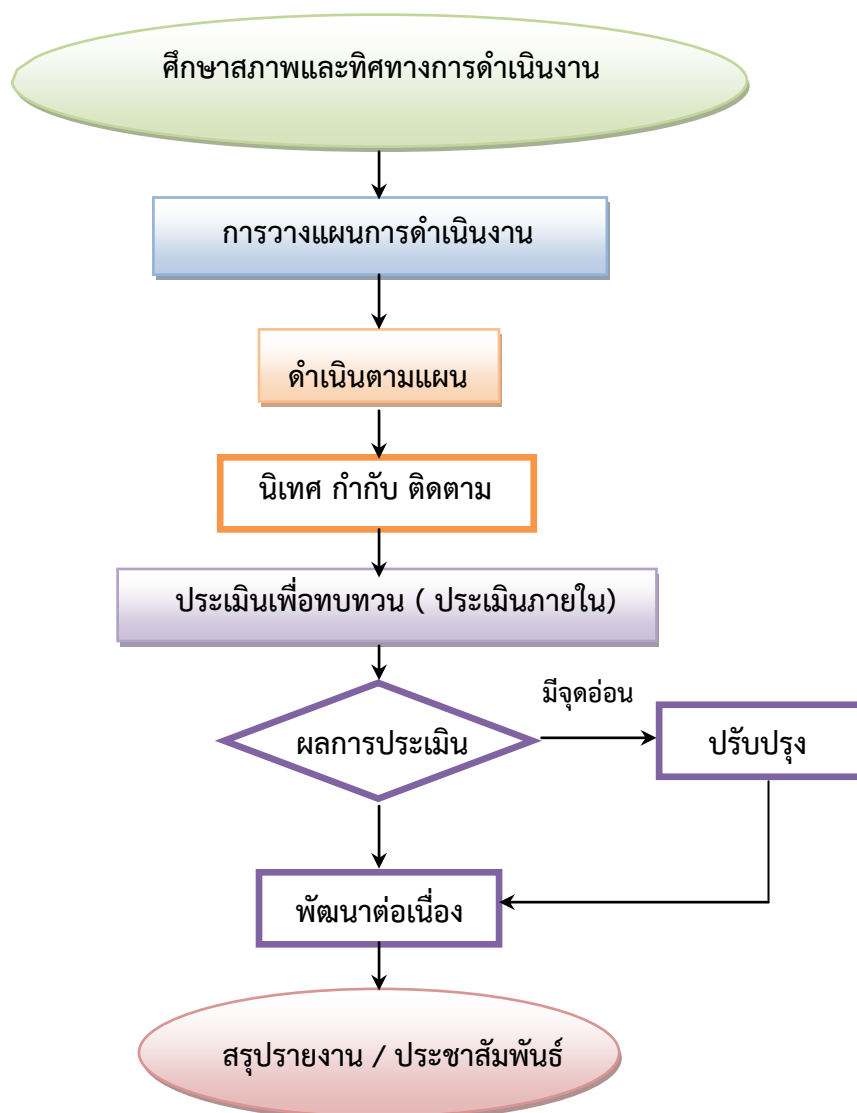 ศึกษาสภาพและทิศทางการดำเนินงาน
การวางแผนการดำเนินงาน
ดำเนินตามแผน
นิเทศ กำกับ ติดตาม
ประเมินเพื่อทบทวน ( ประเมินภายใน)
มีจุดอ่อน
ผลการประเมิน
ปรับปรุง
พัฒนาต่อเนื่อง
สรุปรายงาน / ประชาสัมพันธ์